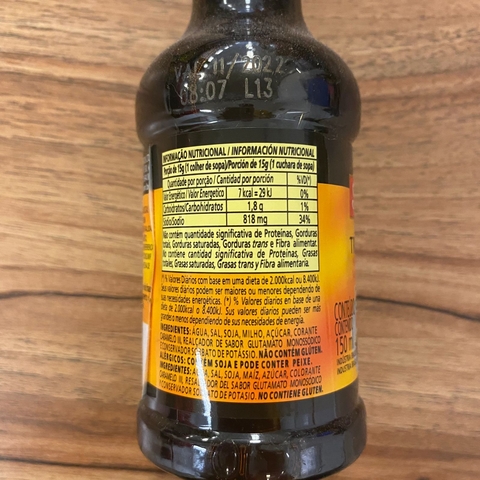 VAL 11/2022
08:07 L13
INFORMAÇÃO NUTRICIONAL / INFORMACIÓN NUTRICIONAL
Porção de 15g (1 colher de sopa)/Porción de 15g (1 cuchara de sopa)
Quantidade por porção / Cantidad por porción %VD(*)
Valor Energético / Valor Energetico 7 kcal = 29 kJ 0%
Carboidratos/Carbohidratos 1,8 g 1%
Sódio/Sodio 818 mg 34%
Não contém quantidade significativa de Proteínas, Gorduras
totais, Gorduras saturadas, Gorduras trans e Fibra alimentar.
No contiene cantidad significativa de Proteínas, Grasas
totales, Grasas saturadas, Grasas trans y Fibra alimentaria.
(*) % Valores Diários com base em uma dieta de 2.000kcal ou 8.400kJ.
Seus valores diários podem ser maiores ou menores dependendo de
suas necessidades energéticas. (*) % Valores diarios en base de una
dieta de 2.000kcal o 8.400kJ. Sus valores diarios pueden ser más
grandes o menos dependiendo de sus necesidades de energía.
INGREDIENTES: ÁGUA, SAL, SOJA, MILHO, AÇÚCAR, CORANTE
CARAMELO III, REALÇADOR DE SABOR GLUTAMATO MONOSSÓDICO
E CONSERVADOR SORBATO DE POTÁSSIO. NÃO CONTÉM GLÚTEN.
ALÉRGICOS: CONTÉM SOJA E PODE CONTER PEIXE.
INGREDIENTES: AGUA, SAL, SOJA, MAÍZ, AZÚCAR, COLORANTE
CARAMELO III, RESALTADOR DEL SABOR GLUTAMATO MONOSÓDICO
Y CONSERVADOR SORBATO DE POTASIO. NO CONTIENE GLUTEN.
150 m